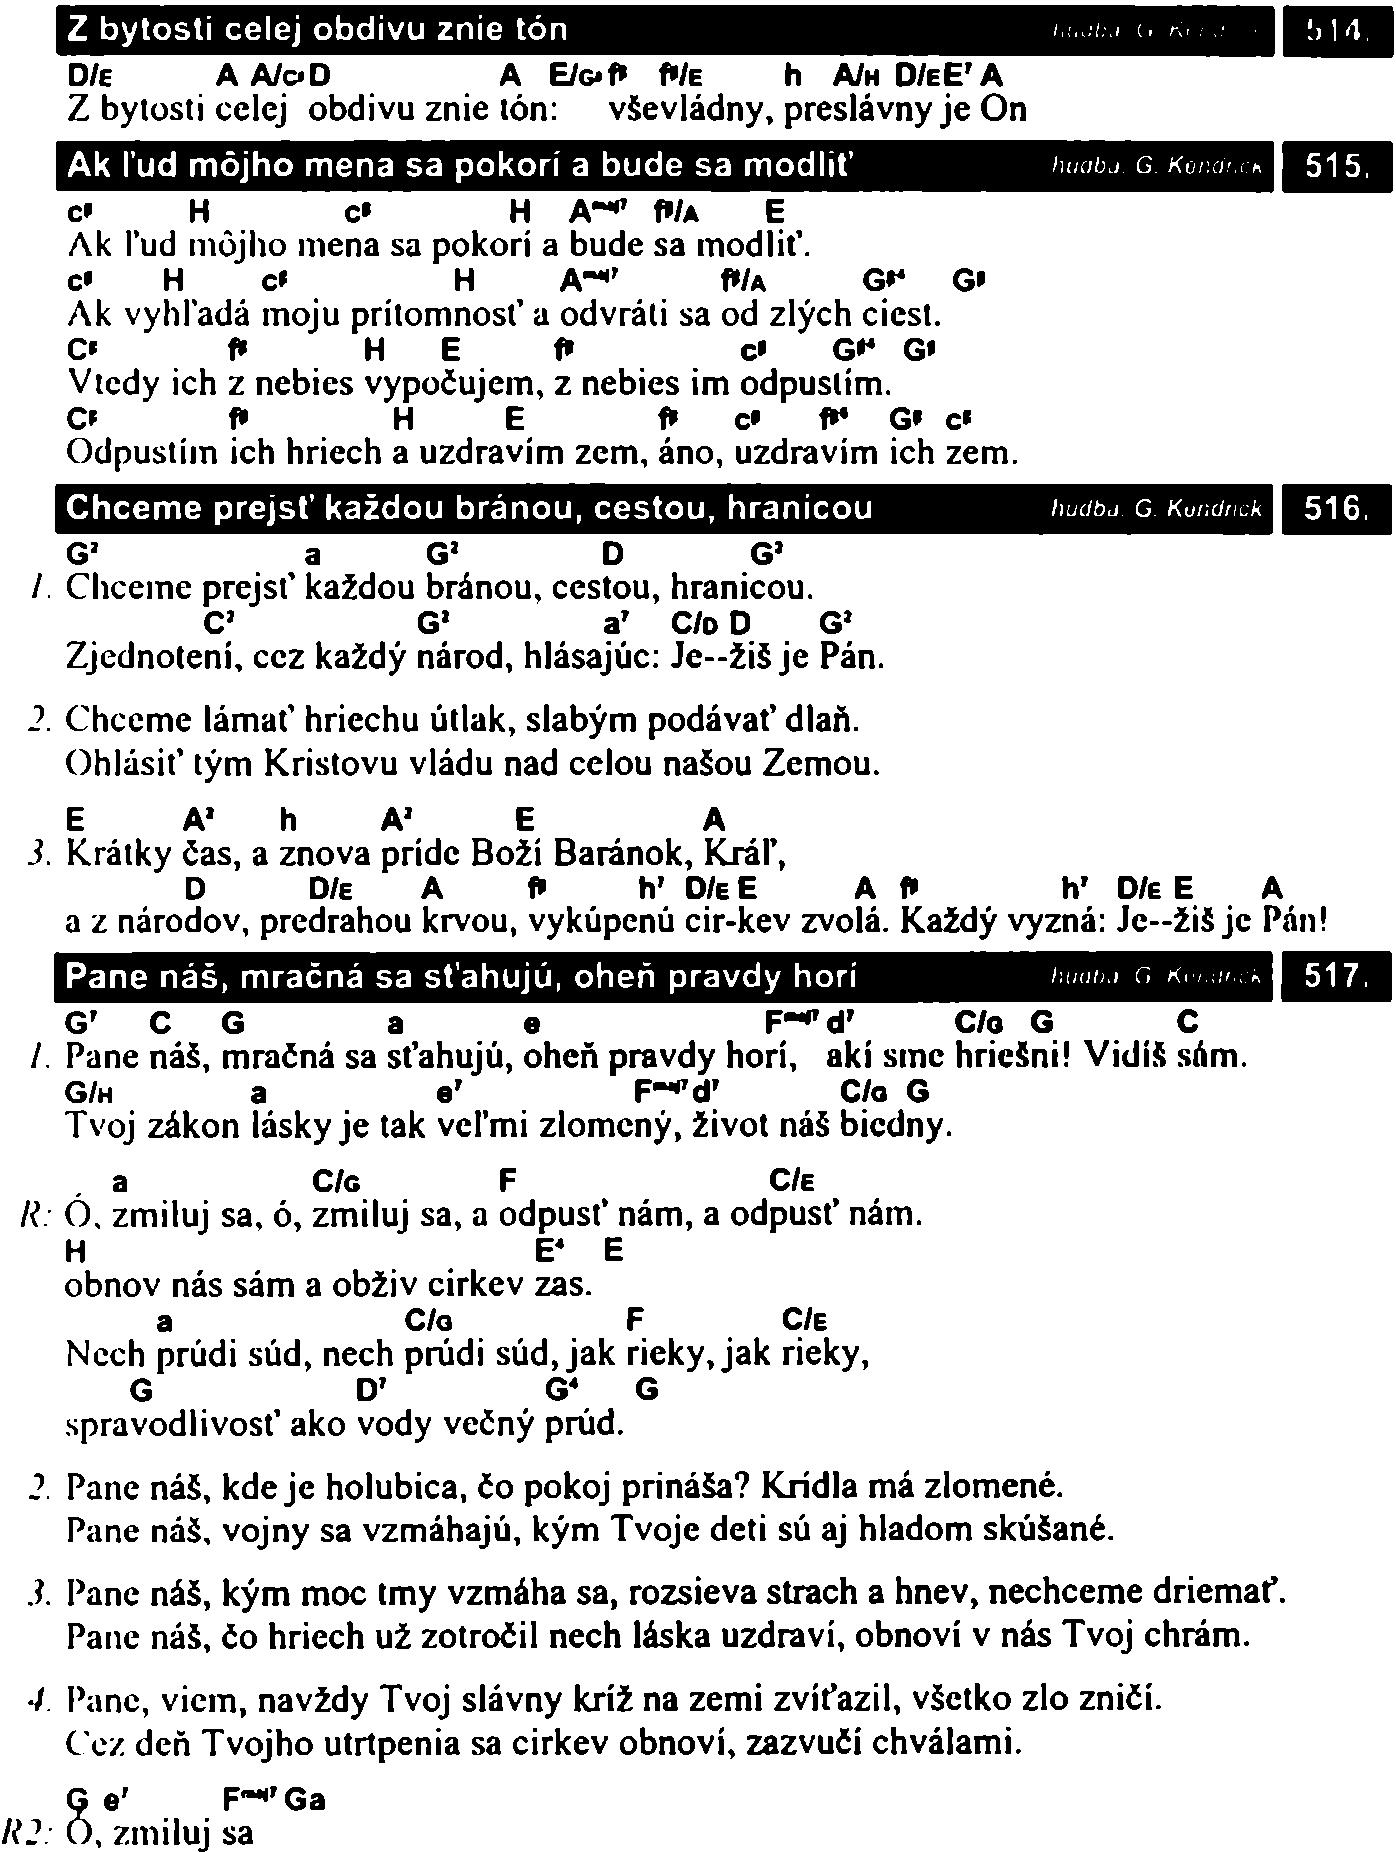 Z bytosti celej obdivu znie tón hudba G. 514.
D/E A A/C# D A E/G# f# f#/E h A/H D/E E7 A
Z bytosti celej obdivu znie tón: vševládny, preslávny je On
Ak ľud môjho mena sa pokorí a bude sa modliť hudba G. Kendrick 515.
c# H c# H Amaj7 f#/A E
Ak ľud môjho mena sa pokorí a bude sa modliť.
c# H c# H Amaj7 f#/A G#4 G#
Ak vyhľadá moju prítomnosť a odvráti sa od zlých ciest.
C# f# H E f# c# G#4 G#
Vtedy ich z nebies vypočujem, z nebies im odpustím.
C# f# H E f# c# f#6 G# c#
Odpustím ich hriech a uzdravím zem, áno, uzdravím ich zem.
Chceme prejsť každou bránou, cestou, hranicou hudba G. Kendrick 516.
G2 a G2 D G2
1. Chceme prejsť každou bránou, cestou, hranicou.
C2 G2 a7 C/D D G2
Zjednotení, cez každý národ, hlásajúc: Je--žiš je Pán.
2. Chceme lámať hriechu útlak, slabým podávať dlaň.
Ohlásiť tým Kristovu vládu nad celou našou Zemou.
E A2 h A2 E A
3. Krátky čas, a znova príde Boží Baránok, Kráľ,
D D/E A f# h7 D/E E A f# h7 D/E E A
a z národov, predrahou krvou, vykúpenú cir-kev zvolá. Každý vyzná: Je--žiš je Pán!
Pane náš, mračná sa sťahujú, oheň pravdy horí hudba G Kendrick 517.
G7 C G a e Fmaj7 d7 C/G G C
1. Pane náš, mračná sa sťahujú, oheň pravdy horí, akí sme hriešni! Vidíš sám.
G/H a e7 Fmaj7 d7 C/G G
Tvoj zákon lásky je tak veľmi zlomený, život náš biedny.
a C/G F C/E
R: Ó, zmiluj sa, ó, zmiluj sa, a odpusť nám, a odpusť nám.
H E4 E
obnov nás sám a obživ cirkev zas.
a C/G F C/E
Nech prúdi súd, nech prúdi súd, jak rieky, jak rieky,
G D7 G4 G
spravodlivosť ako vody večný prúd.
2. Pane náš, kde je holubica, čo pokoj prináša? Krídla má zlomené.
Pane náš, vojny sa vzmáhajú, kým Tvoje deti sú aj hladom skúšané.
3. Pane náš, kým moc tmy vzmáha sa, rozsieva strach a hnev, nechceme driemať.
Pane náš, čo hriech už zotročil nech láska uzdraví, obnoví v nás Tvoj chrám.
4. Pane, viem, navždy Tvoj slávny kríž na zemi zvíťazil, všetko zlo zničí.
Cez deň Tvojho utrtpenia sa cirkev obnoví, zazvučí chválami.
G e7 Fmaj7 G a
R2: Ó, zmiluj sa